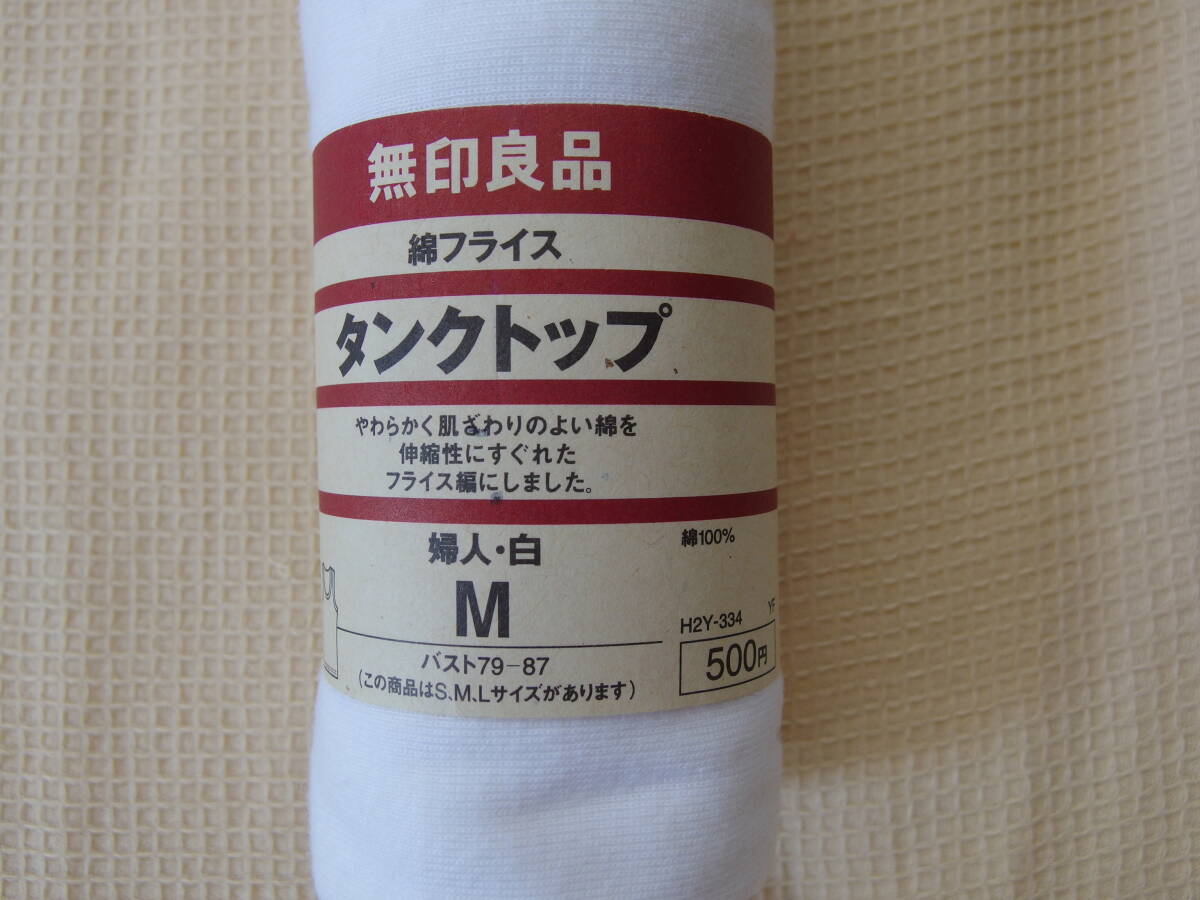 無印良品
綿フライス
タンクトップ
やわらかく肌ざわりのよい綿を
伸縮性にすぐれた
フライス編にしました。
婦人・白
M
バスト79－87
(この商品はS、M、Lサイズがあります)
綿100%
H2Y-334
500円